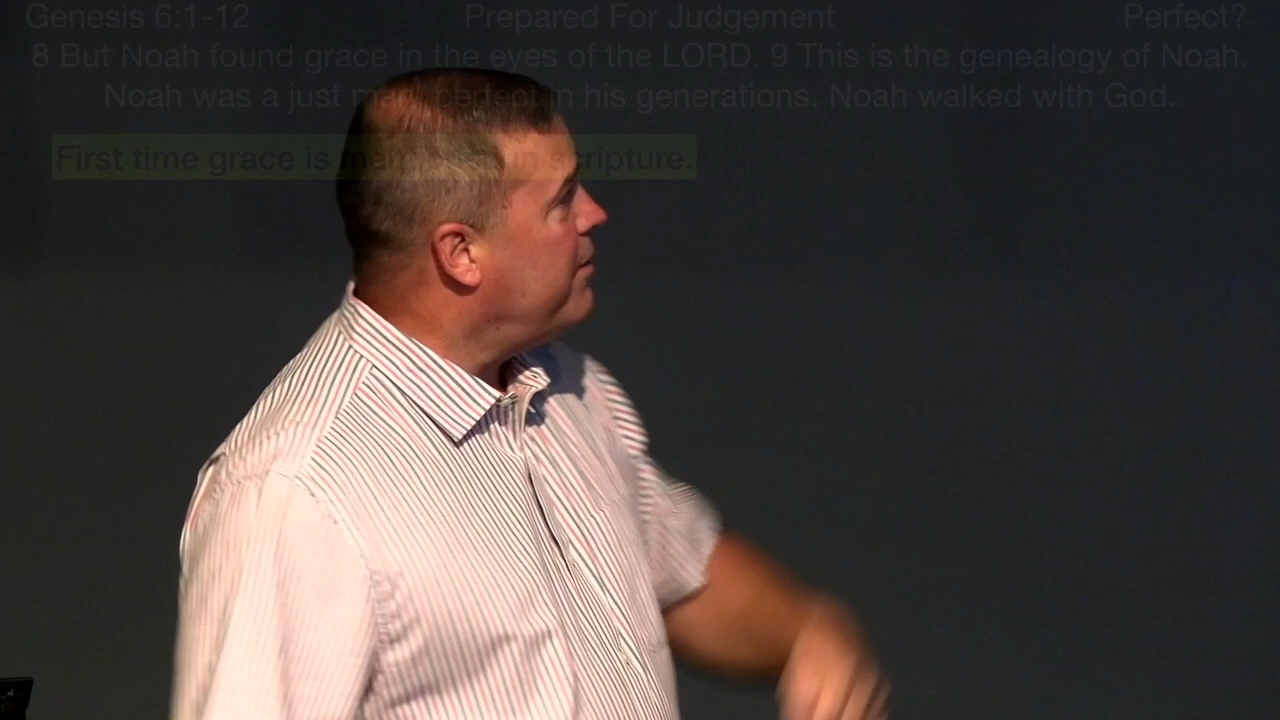 Genesis 6:1-12 Prepared For Judgement Perfect?
8 But Noah found grace in the eyes of the LORD. 9 This is the genealogy of Noah.
Noah was a just in his generations. Noah walked with God.
First time grace is in scripture.